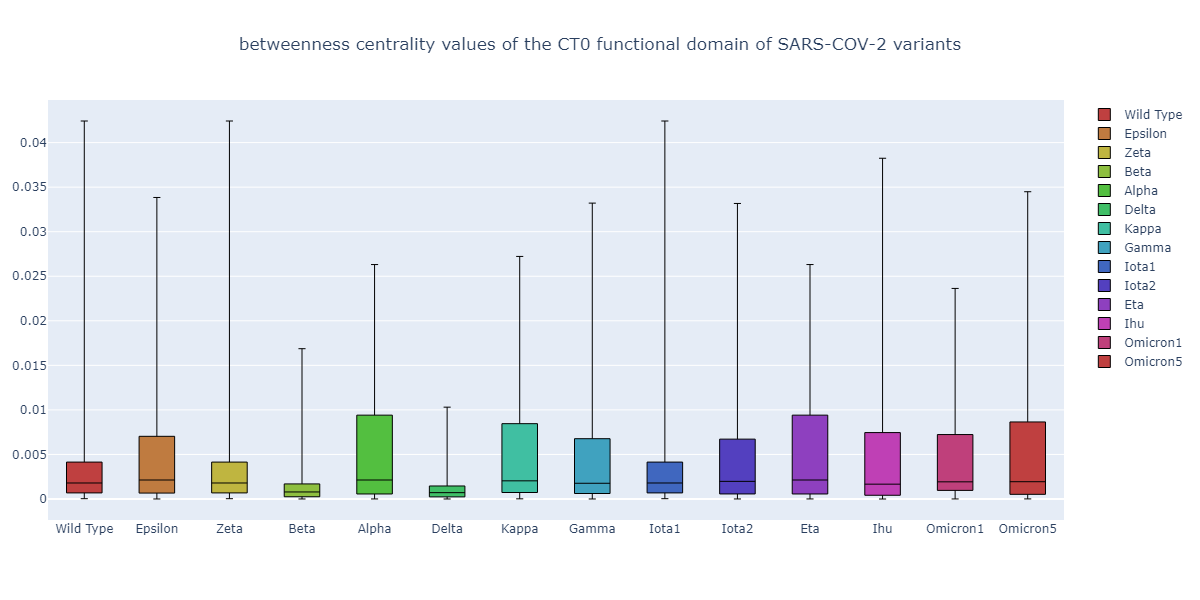 betweenness centrality values of the CT0 functional domain of SARS-COV-2 variants
0.04
0.035
0.03
0.025
0.02
0.015
0.01
0.005
0
Wild Type Epsilon Zeta Beta Alpha Delta Kappa Gamma Iota1 Iota2 Eta Ihu Omicron1 Omicron5
Wild Type
Epsilon
Zeta
Beta
Alpha
Delta
Kappa
Gamma
Iota1
Iota2
Eta
Ihu
Omicron1
Omicron5